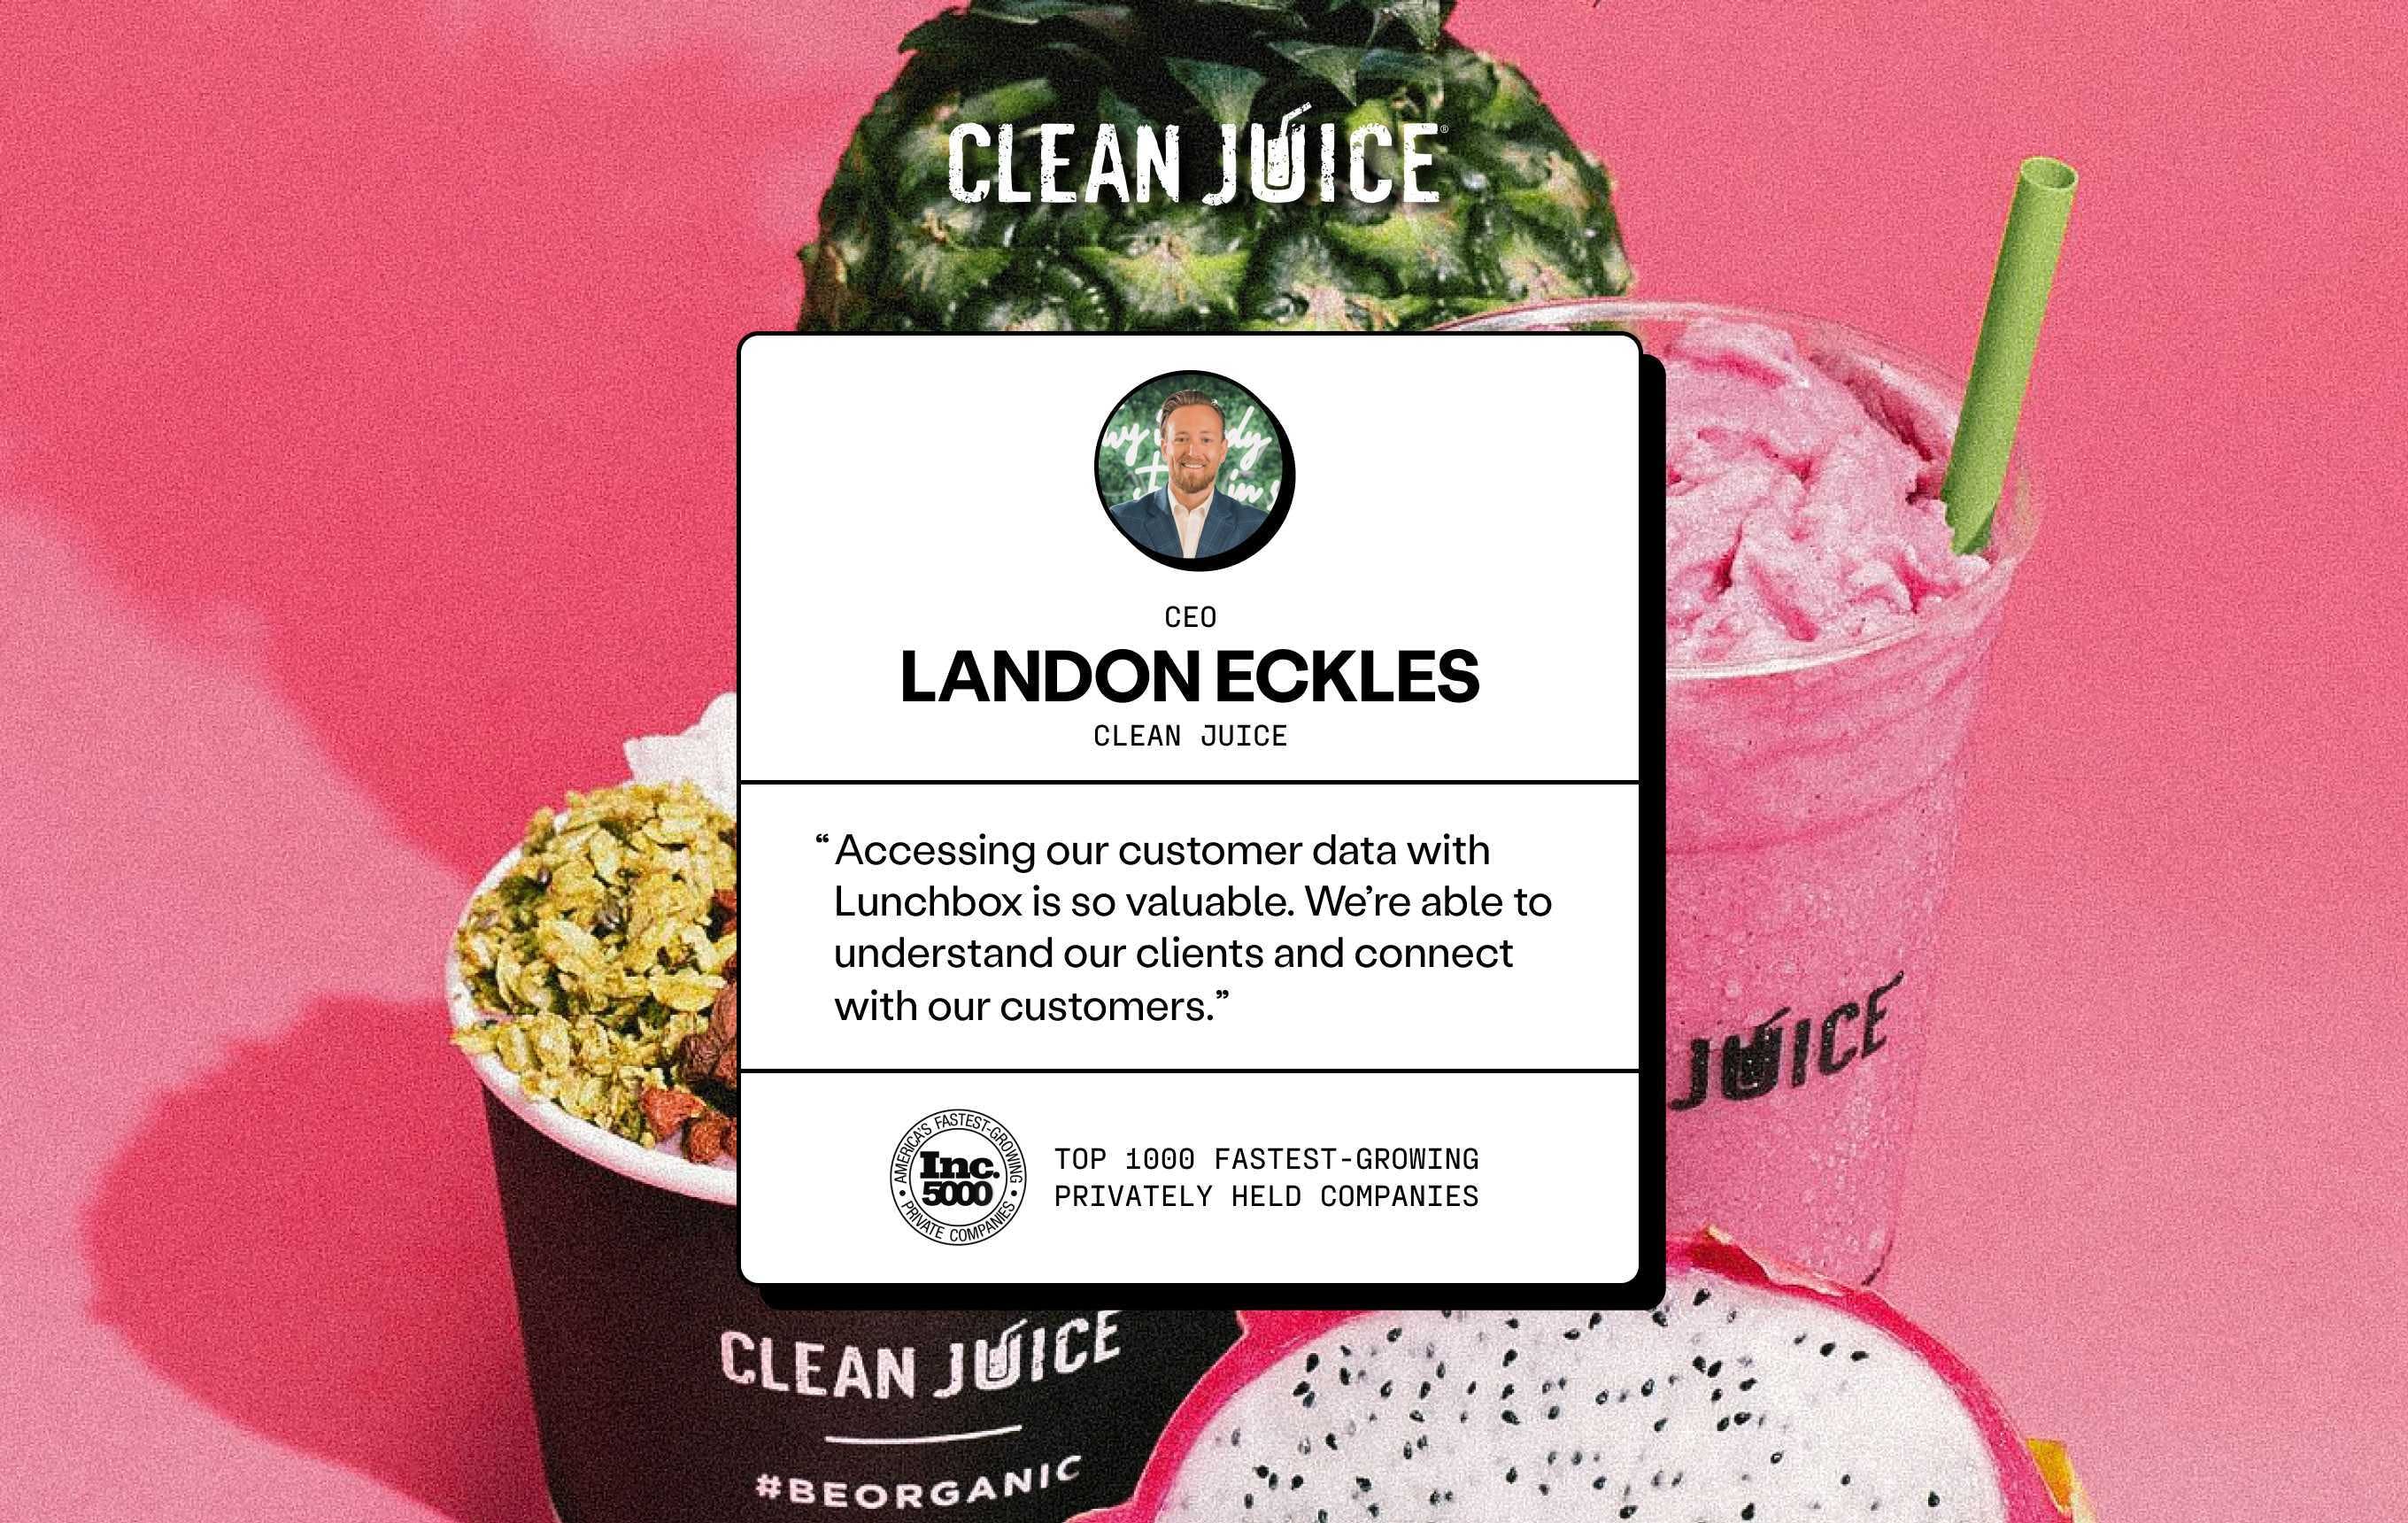 CLEAN JUICE®
CEO
LANDON ECKLES
CLEAN JUICE
“Accessing our customer data with
Lunchbox is so valuable. We’re able to
understand our clients and connect
with our customers.”
AMERICA'S FASTEST-GROWING
Inc.
5000
• PRIVATE COMPANIES •
TOP 1000 FASTEST-GROWING
PRIVATELY HELD COMPANIES
JUICE
CLEAN JUICE
#BEORGANIC